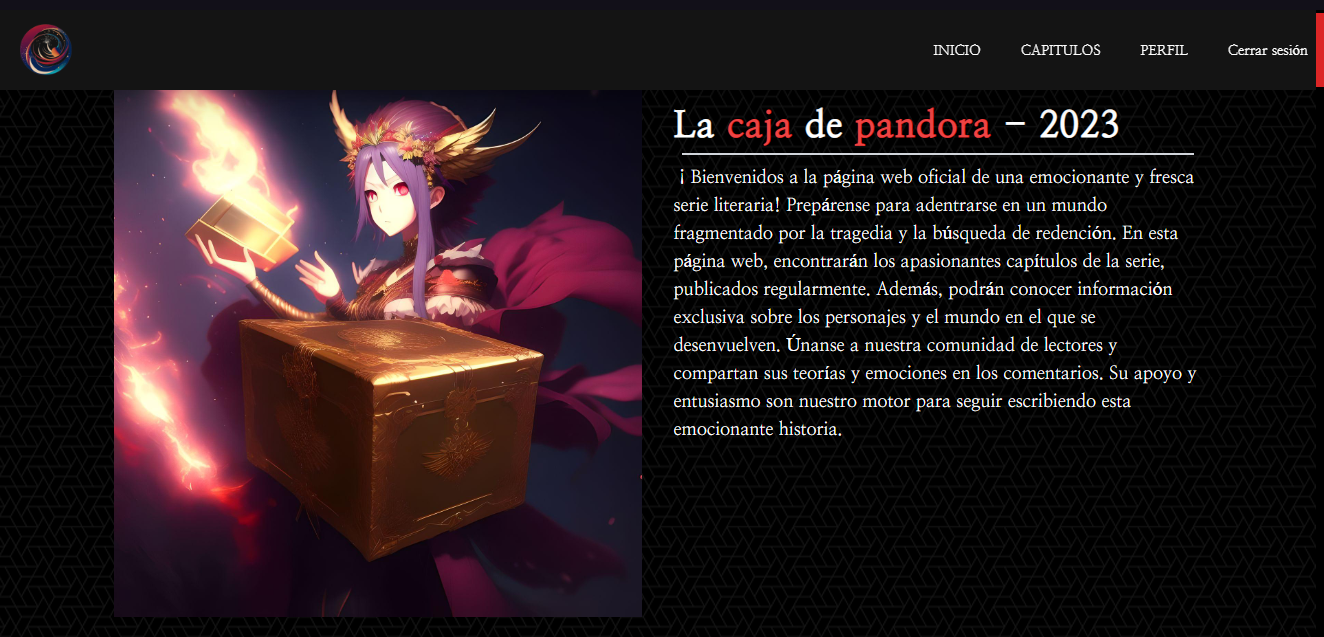 INICIO CAPITULOS PERFIL Cerrar sesión
La caja de pandora – 2023
¡ Bienvenidos a la página web oficial de una emocionante y fresca
serie literaria! Prepárense para adentrarse en un mundo
fragmentado por la tragedia y la búsqueda de redención. En esta
página web, encontrarán los apasionantes capítulos de la serie,
publicados regularmente. Además, podrán conocer información
exclusiva sobre los personajes y el mundo en el que se
desenvuelven. Únanse a nuestra comunidad de lectores y
compartan sus teorías y emociones en los comentarios. Su apoyo y
entusiasmo son nuestro motor para seguir escribiendo esta
emocionante historia.